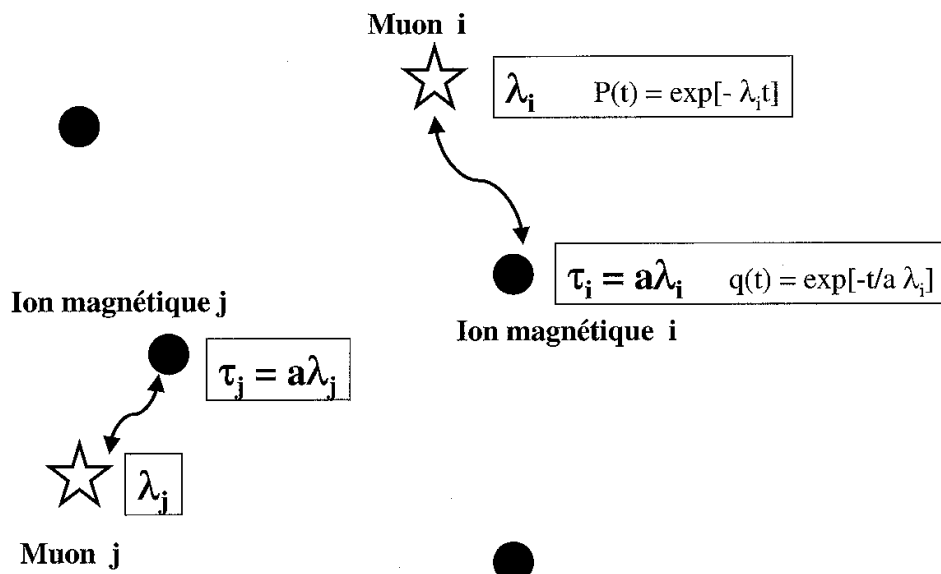 Muon i
λi P(t) = exp[- λit]
τi = aλi q(t) = exp[-t/a λi]
Ion magnétique i
Ion magnétique j
τj = aλj
λj
Muon j